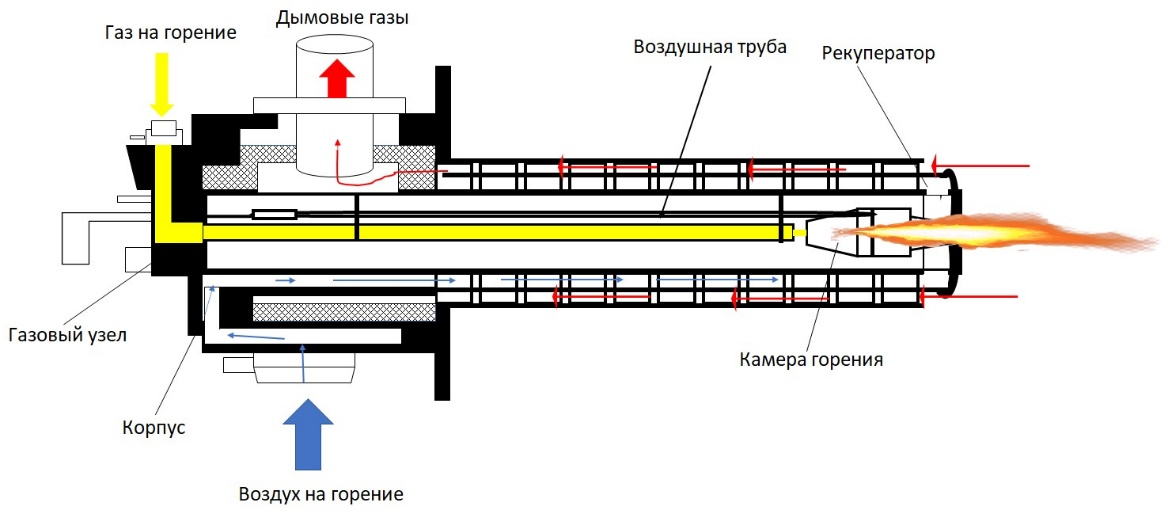 Дымовые газы
Газ на горение
Воздушная труба
Рекуператор
Газовый узел
Камера горения
Корпус
Воздух на горение